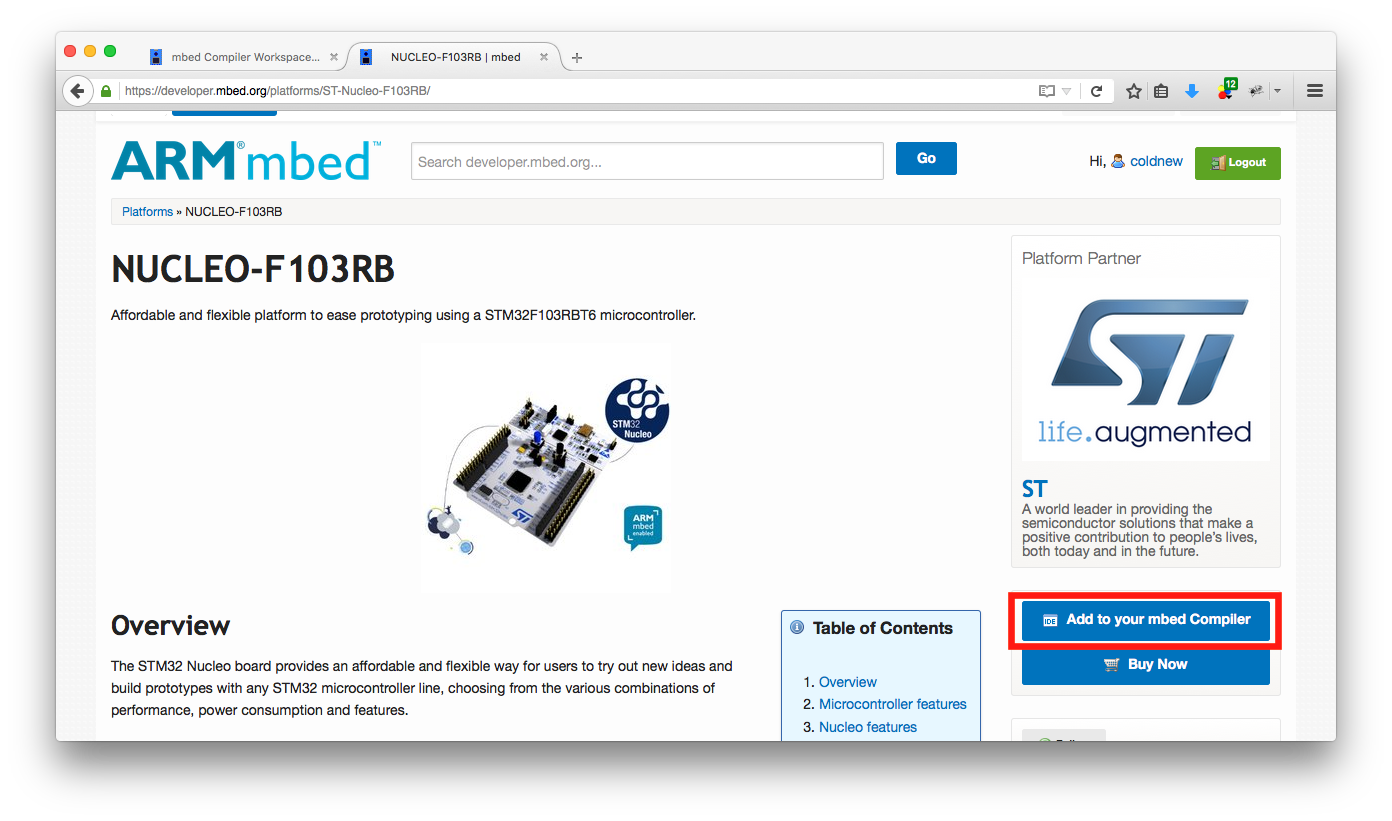 mbed Compiler Workspace...
NUCLEO-F103RB | mbed
https://developer.mbed.org/platforms/ST-Nucleo-F103RB/
12
ARM®mbed™
Search developer.mbed.org...
Go
Hi, coldnew
Logout
Platforms » NUCLEO-F103RB
NUCLEO-F103RB
Affordable and flexible platform to ease prototyping using a STM32F103RBT6 microcontroller.
STM32
Nucleo
ARM
mbed
enabled
Platform Partner
ST
life.augmented
ST
A world leader in providing the
semiconductor solutions that make a
positive contribution to people's lives,
both today and in the future.
IDE Add to your mbed Compiler
Buy Now
Overview
The STM32 Nucleo board provides an affordable and flexible way for users to try out new ideas and
build prototypes with any STM32 microcontroller line, choosing from the various combinations of
performance, power consumption and features.
Table of Contents
1. Overview
2. Microcontroller features
3. Nucleo features